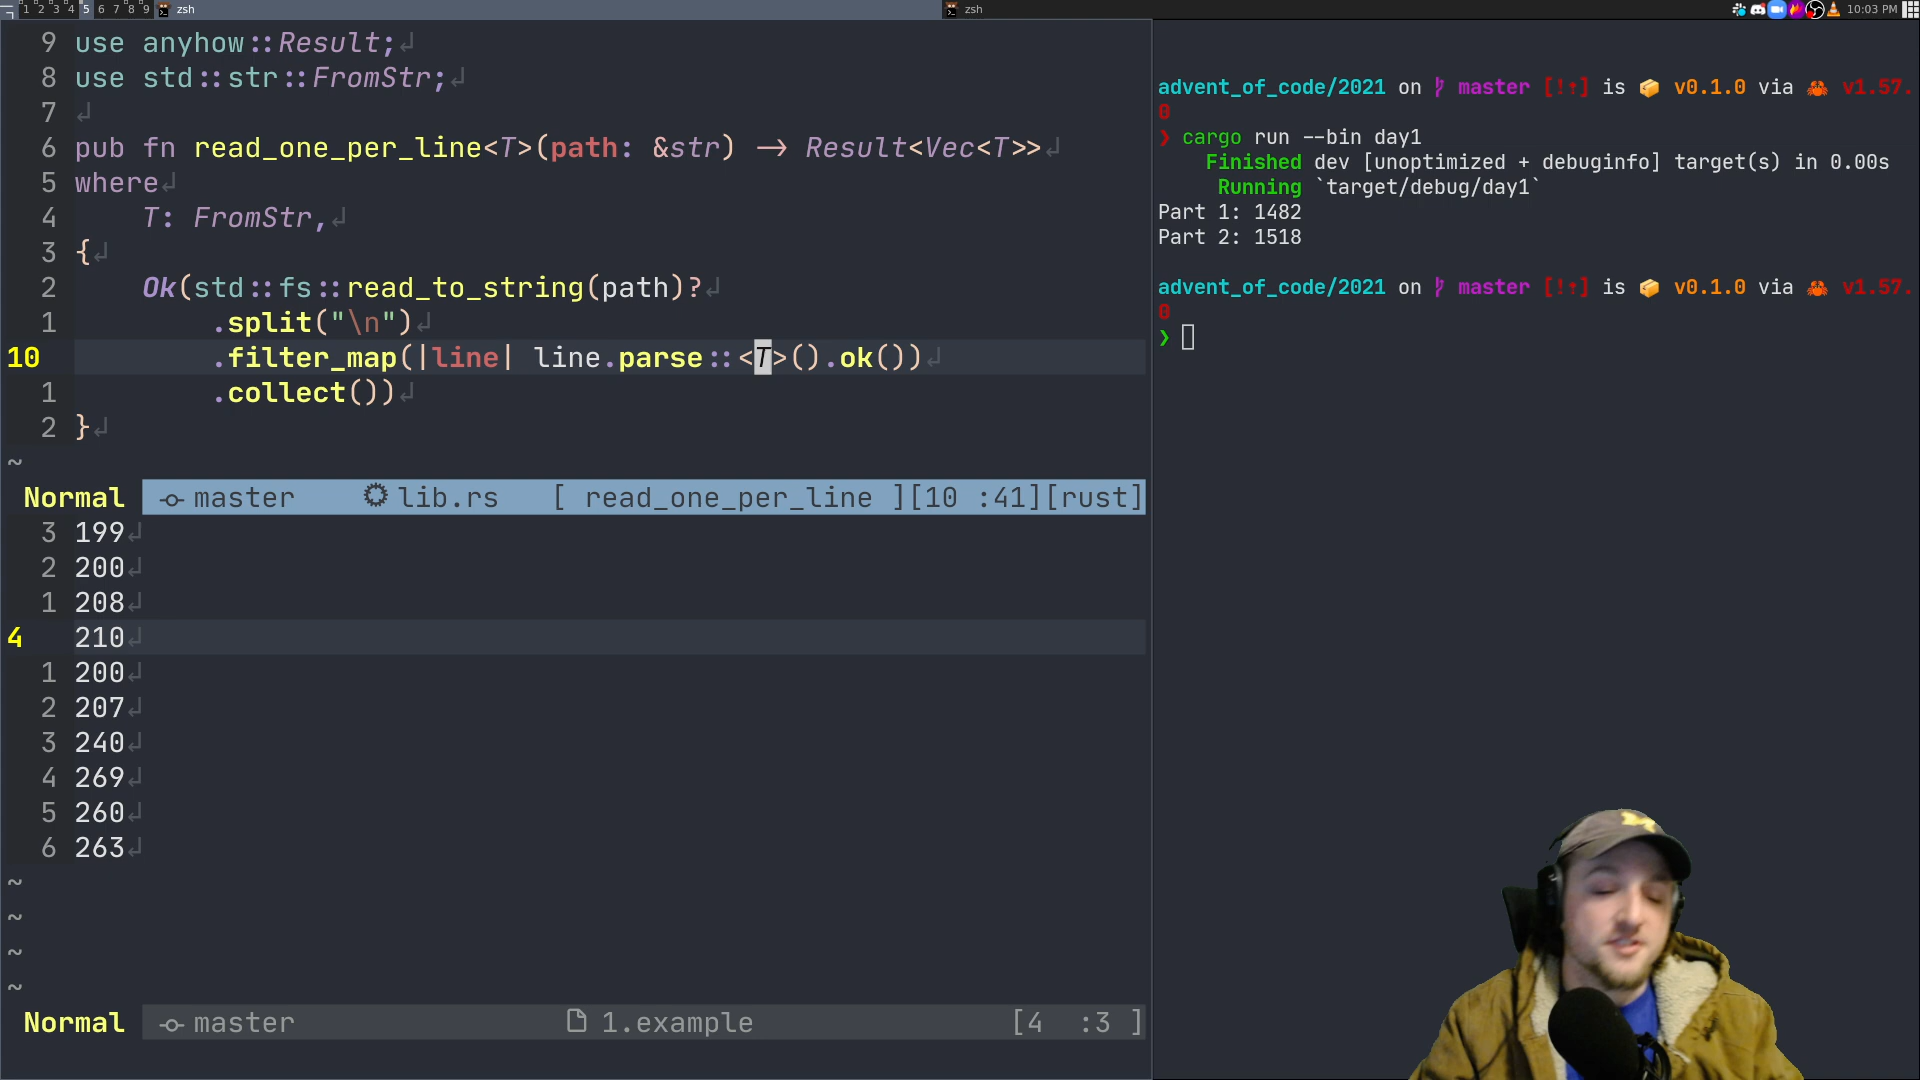 1 2 3 4 5 6 7 8 9 zsh zsh 10:03 PM
9 use anyhow::Result;
8 use std::str::FromStr;
7
6 pub fn read_one_per_line<T>(path: &str) -> Result<Vec<T>>
5 where
4 T: FromStr,
3 {
2 Ok(std::fs::read_to_string(path)?
1 .split("\n")
10 .filter_map(|line| line.parse::<T>().ok())
1 .collect())
2 }
~
Normal master lib.rs [ read_one_per_line ][10 :41][rust]
3 199
2 200
1 208
4 210
1 200
2 207
3 240
4 269
5 260
6 263
~
~
~
~
Normal master 1.example [4 :3 ]
advent_of_code/2021 on master [!↑] is 📦 v0.1.0 via 🦀 v1.57.
0
❯ cargo run --bin day1
Finished dev [unoptimized + debuginfo] target(s) in 0.00s
Running `target/debug/day1`
Part 1: 1482
Part 2: 1518
advent_of_code/2021 on master [!↑] is 📦 v0.1.0 via 🦀 v1.57.
0
❯